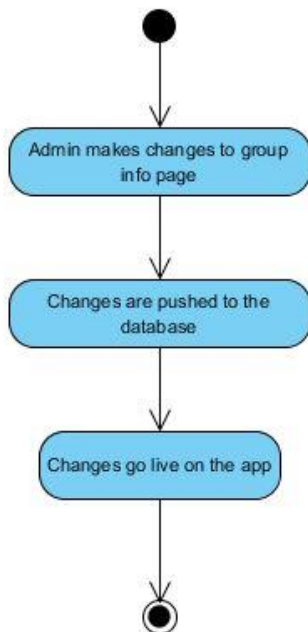 Admin makes changes to group
info page
Changes are pushed to the
database
Changes go live on the app